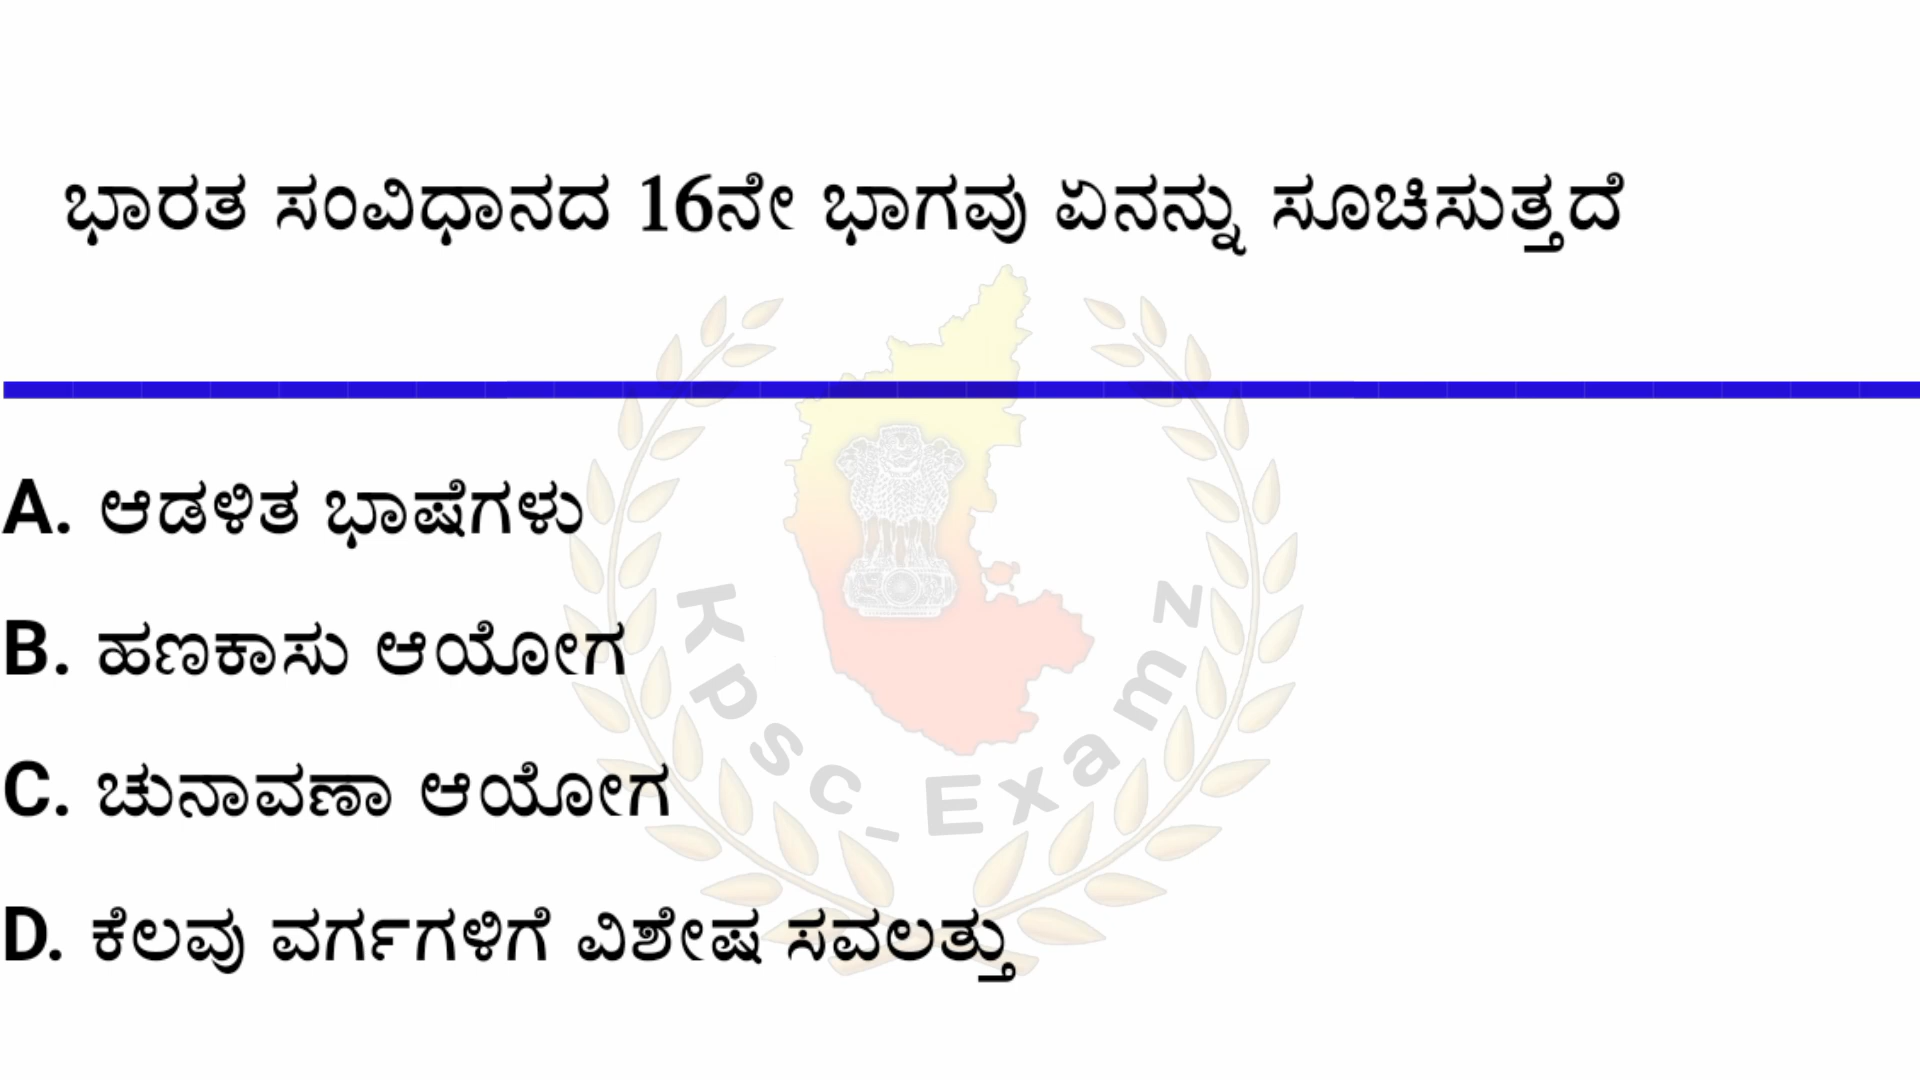 ಭಾರತ ಸಂವಿಧಾನದ 16ನೇ ಭಾಗವು ಏನನ್ನು ಸೂಚಿಸುತ್ತದೆ
A. ಆಡಳಿತ ಭಾಷೆಗಳು
B. ಹಣಕಾಸು ಆಯೋಗ
C. ಚುನಾವಣಾ ಆಯೋಗ
D. ಕೆಲವು ವರ್ಗಗಳಿಗೆ ವಿಶೇಷ ಸವಲತ್ತು
Kpsc_Examz